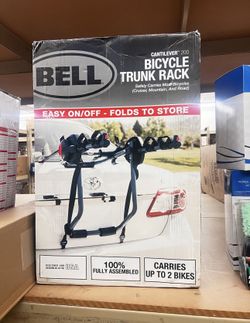 BELL
CANTILEVER 200
BICYCLE
TRUNK RACK
Safely Carries Most Bicycles
(Cruiser, Mountain, And Road)
EASY ON/OFF - FOLDS TO STORE
100%
FULLY ASSEMBLED
CARRIES
UP TO 2 BIKES